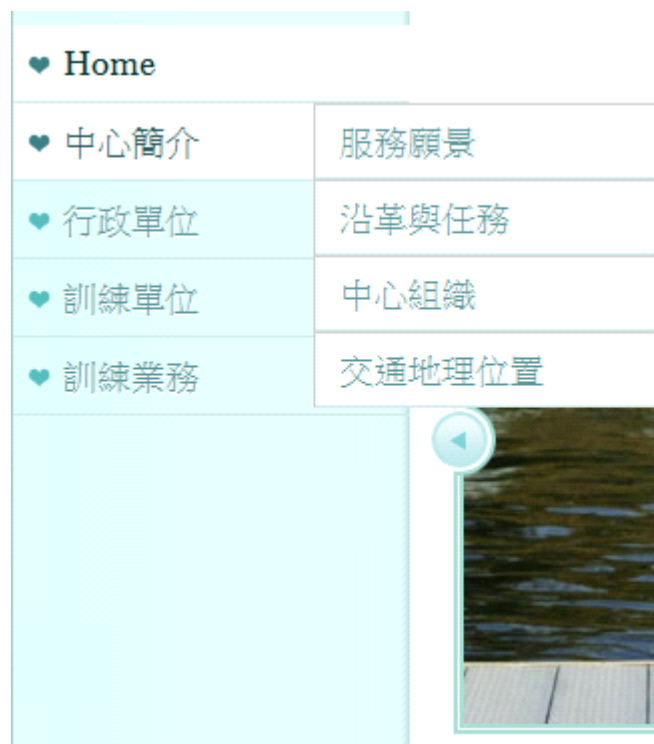 Home
中心簡介
服務願景
行政單位
沿革與任務
訓練單位
中心組織
訓練業務
交通地理位置